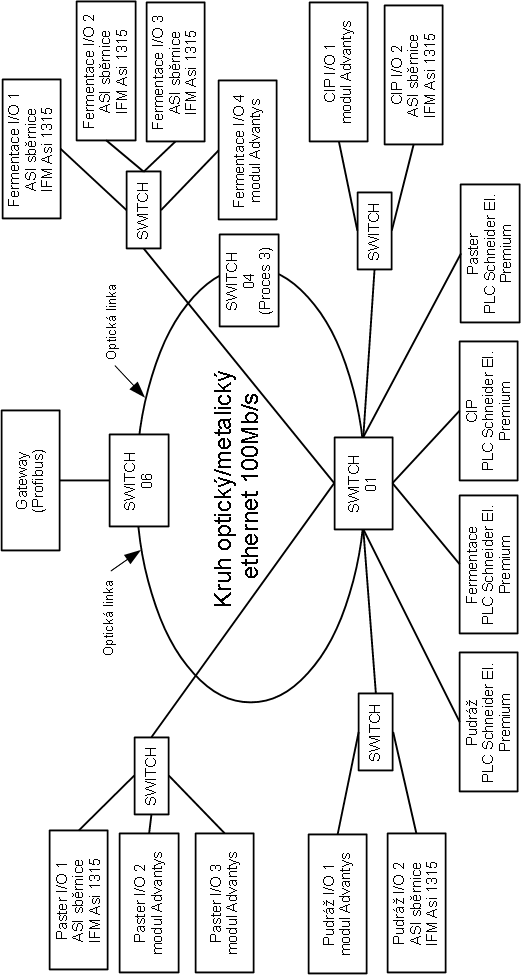 Gateway
(Profibus)
Fermentace I/O 1
ASI sběrnice
IFM Asi 1315
Fermentace I/O 2
ASI sběrnice
IFM Asi 1315
Fermentace I/O 3
ASI sběrnice
IFM Asi 1315
Fermentace I/O 4
modul Advantys
SWITCH
Paster I/O 1
ASI sběrnice
IFM Asi 1315
Paster I/O 2
modul Advantys
Paster I/O 3
modul Advantys
SWITCH
Optická linka
SWITCH
06
Optická linka
SWITCH
04
(Proces 3)
Kruh optický/metalický
ethernet 100Mb/s
SWITCH
01
Pudráž I/O 1
modul Advantys
Pudráž I/O 2
ASI sběrnice
IFM Asi 1315
SWITCH
CIP I/O 1
modul Advantys
CIP I/O 2
ASI sběrnice
IFM Asi 1315
SWITCH
Pudráž
PLC Schneider El.
Premium
Fermentace
PLC Schneider El.
Premium
CIP
PLC Schneider El.
Premium
Paster
PLC Schneider El.
Premium